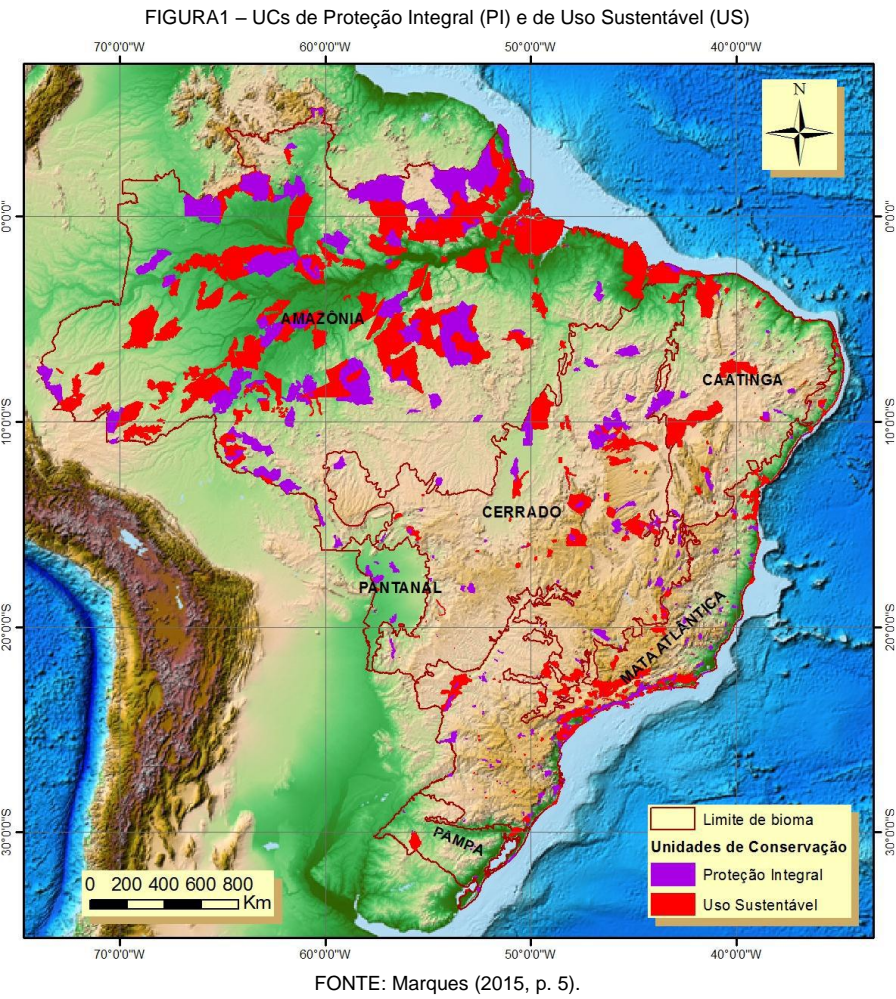 FIGURA1 – UCs de Proteção Integral (PI) e de Uso Sustentável (US)
70°0'0"W 60°0'0"W 50°0'0"W 40°0'0"W
N
0°0'0" 0°0'0"
AMAZÔNIA
CAATINGA
10°0'0"S 10°0'0"S
CERRADO
PANTANAL
MATA ATLÂNTICA
20°0'0"S 20°0'0"S
PAMPA
30°0'0"S 30°0'0"S
Limite de bioma
Unidades de Conservação
Proteção Integral
Uso Sustentável
0 200 400 600 800
Km
70°0'0"W 60°0'0"W 50°0'0"W 40°0'0"W
FONTE: Marques (2015, p. 5).